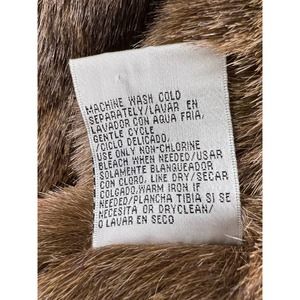 MACHINE WASH COLD
SEPARATELY/LAVAR EN
LAVADOR CON AQUA FRIA,
GENTLE CYCLE
/CICLO DELICADO,
USE ONLY NON-CHLORINE
BLEACH WHEN NEEDED/USAR
SOLAMENTE BLANQUEADOR
CON CLORO, LINE DRY/SECAR
COLGADO,WARM IRON IF
NEEDED/PLANCHA TIBIA SI SE
NECESITA OR DRYCLEAN/
O LAVAR EN SECO